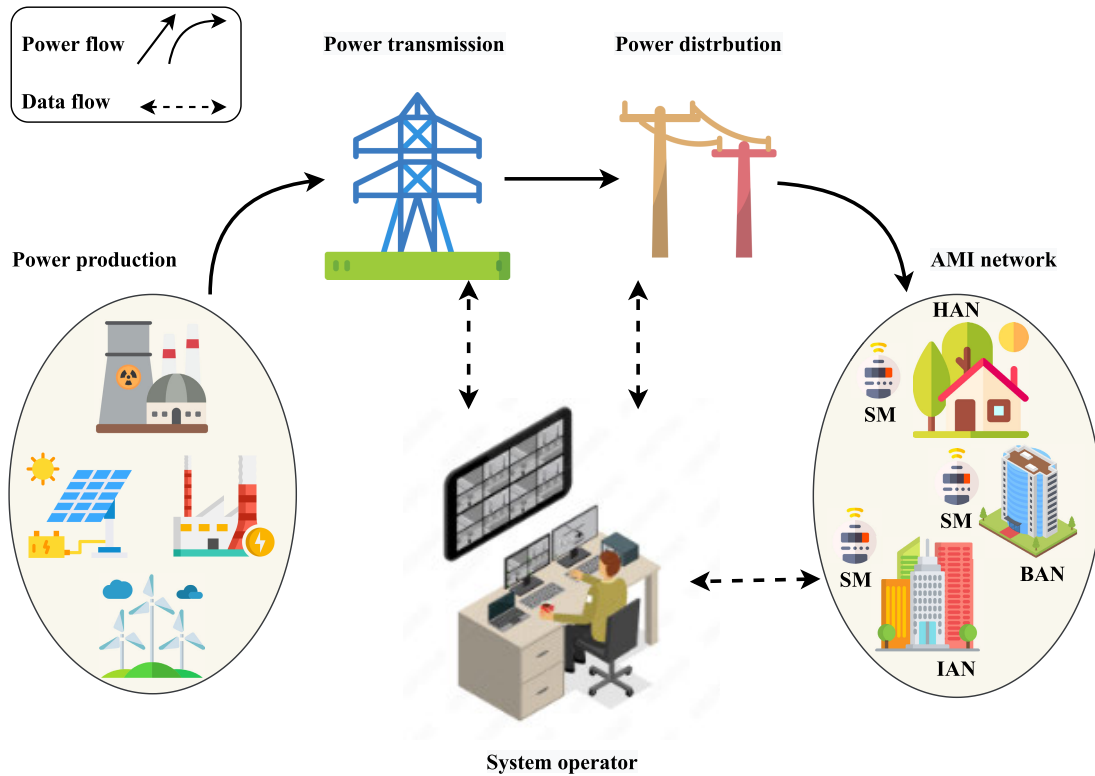 Power flow
Data flow
Power transmission
Power distrbution
Power production
AMI network
HAN
SM
SM
SM
BAN
IAN
System operator